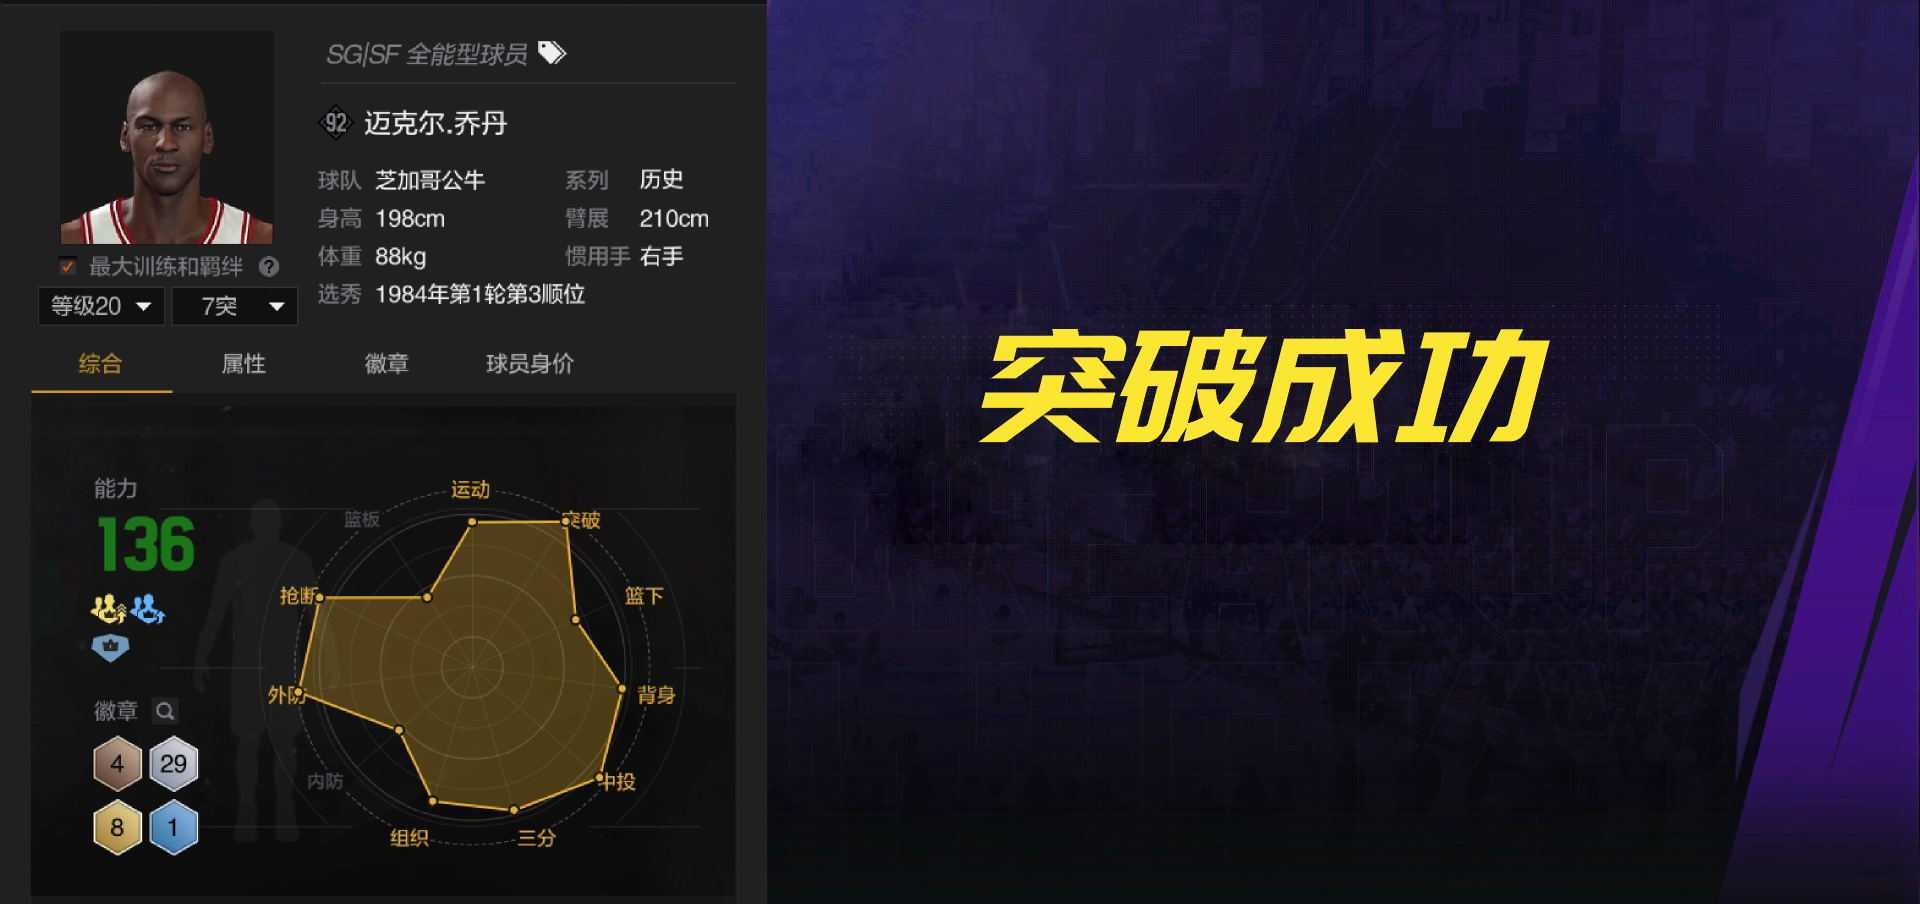 SG|SF 全能型球员
92 迈克尔.乔丹
球队 芝加哥公牛 系列 历史
身高 198cm 臂展 210cm
体重 88kg 惯用手 右手
选秀 1984年第1轮第3顺位
最大训练和羁绊 ?
等级20 7突
综合 属性 徽章 球员身价
能力
136
徽章
4 29
8 1
运动
突破
篮下
背身
中投
三分
组织
内防
外防
抢断
篮板
突破成功